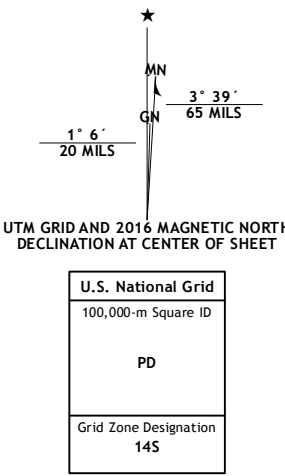 ★
MN
3° 39´
65 MILS
GN
1° 6´
20 MILS
UTM GRID AND 2016 MAGNETIC NORTH
DECLINATION AT CENTER OF SHEET
U.S. National Grid
100,000-m Square ID
PD
Grid Zone Designation
14S